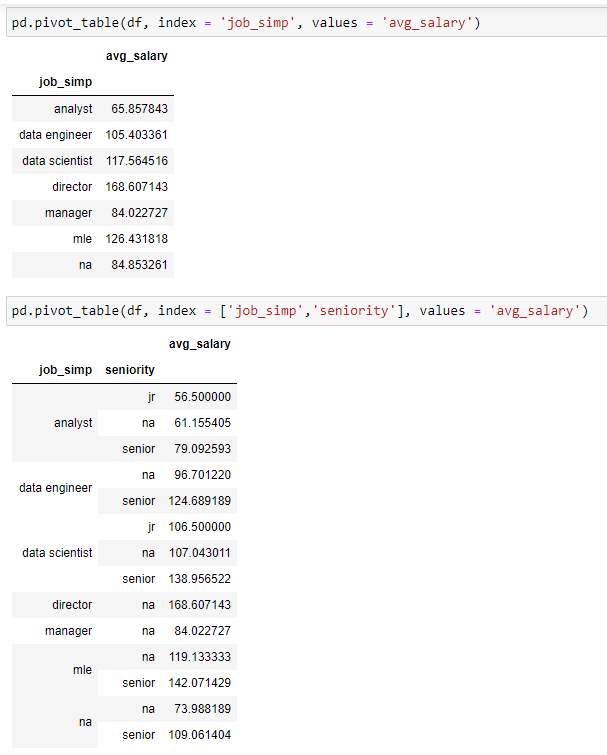 pd.pivot_table(df, index = 'job_simp', values = 'avg_salary')
avg_salary
job_simp
analyst 65.857843
data engineer 105.403361
data scientist 117.564516
director 168.607143
manager 84.022727
mle 126.431818
na 84.853261
pd.pivot_table(df, index = ['job_simp','seniority'], values = 'avg_salary')
avg_salary
job_simp seniority
jr 56.500000
analyst na 61.155405
senior 79.092593
data engineer na 96.701220
senior 124.689189
jr 106.500000
data scientist na 107.043011
senior 138.956522
director na 168.607143
manager na 84.022727
mle na 119.133333
senior 142.071429
na na 73.988189
senior 109.061404